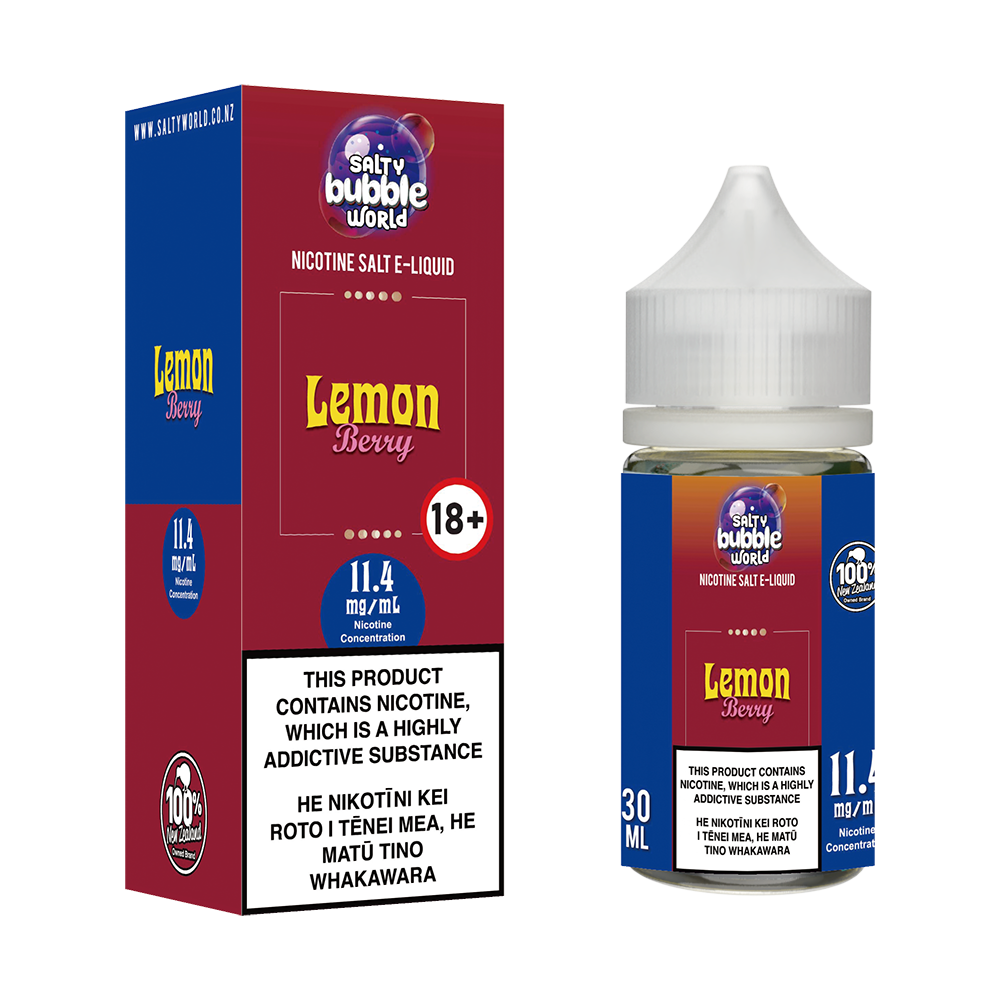 WWW.SALTYWORLD.CO.NZ
Lemon
Berry
11.4
mg/mL
Nicotine
Concentration
100%
New Zealand
Owned Brand
SALTY
bubble
WORLD
NICOTINE SALT E-LIQUID
Lemon
Berry
18+
11.4
mg/mL
Nicotine
Concentration
THIS PRODUCT
CONTAINS NICOTINE,
WHICH IS A HIGHLY
ADDICTIVE SUBSTANCE
HE NIKOTĪNI KEI
ROTO I TĒNEI MEA, HE
MATŪ TINO
WHAKAWARA
SALTY
bubble
WORLD
NICOTINE SALT E-LIQUID
100%
New Zealand
Owned Brand
Lemon
Berry
THIS PRODUCT CONTAINS
NICOTINE, WHICH IS A HIGHLY
ADDICTIVE SUBSTANCE
HE NIKOTĪNI KEI ROTO
I TĒNEI MEA, HE MATŪ
TINO WHAKAWARA
30
ML
11.4
mg/m
Nicotine
Concentration